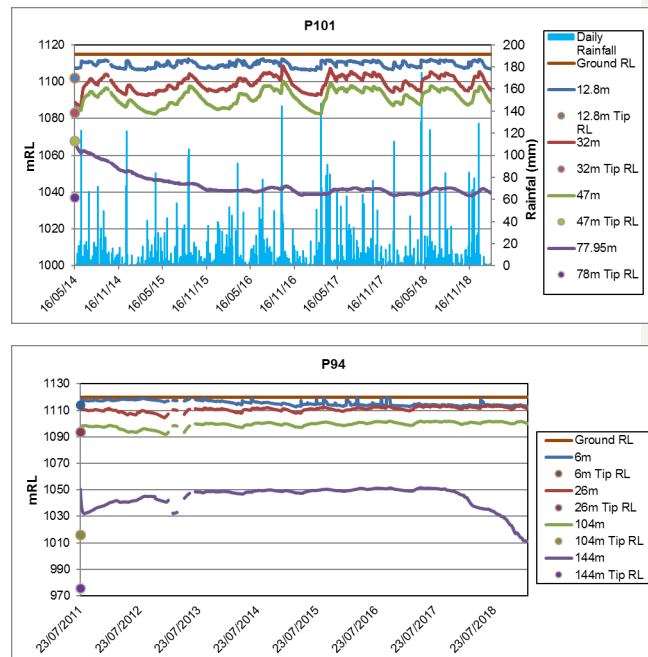 P101
1120
1100
1080
1060
1040
1020
1000
mRL
200
180
160
140
120
100
80
60
40
20
0
Rainfal (mm)
16/05/14
16/11/14
16/05/15
16/11/15
16/05/16
16/11/16
16/05/17
16/11/17
16/05/18
16/11/18
Daily
Rainfall
Ground RL
12.8m
12.8m Tip
RL
32m
32m Tip RL
47m
47m Tip RL
77.95m
78m Tip RL
P94
1130
1110
1090
1070
1050
1030
1010
990
970
mRL
23/07/2011
23/07/2012
23/07/2013
23/07/2014
23/07/2015
23/07/2016
23/07/2017
23/07/2018
Ground RL
6m
6m Tip RL
26m
26m Tip RL
104m
104m Tip RL
144m
144m Tip RL